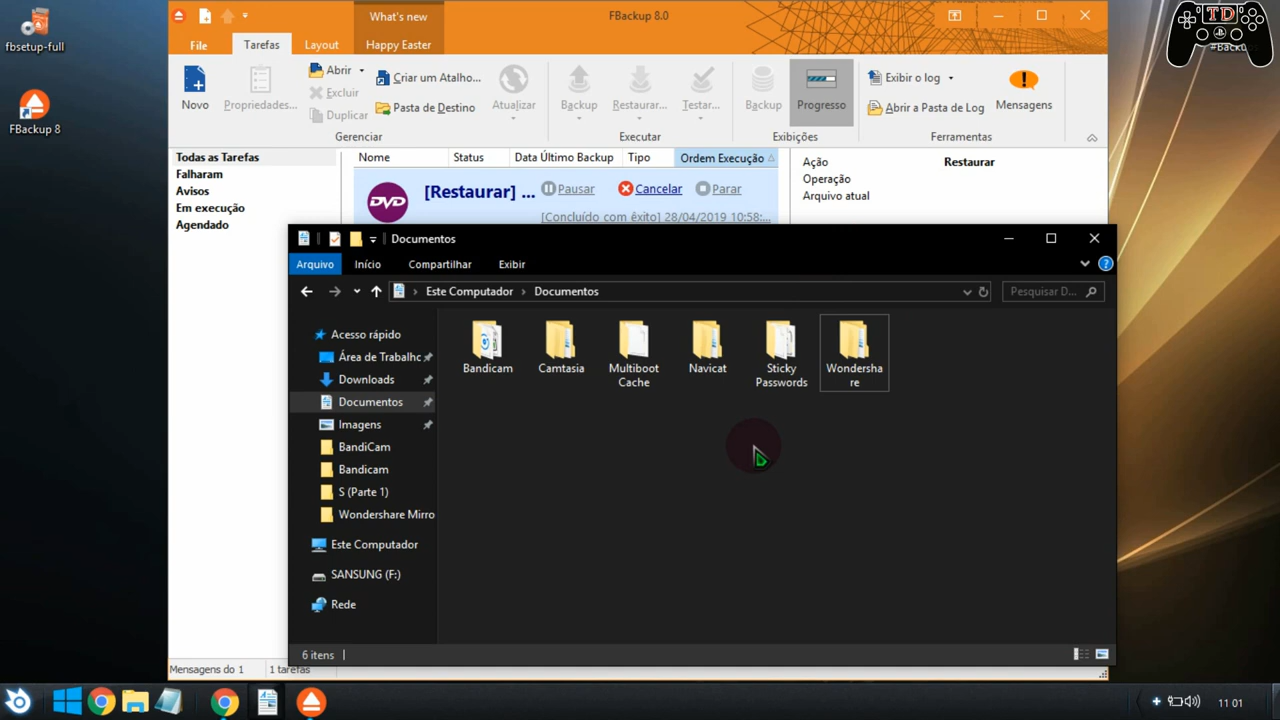 fbsetup-full
FBackup 8
What's new
FBackup 8.0
TD
File
Tarefas
Layout
Happy Easter
Novo
Propriedades...
Abrir
Excluir
Duplicar
Criar um Atalho...
Pasta de Destino
Atualizar
Gerenciar
Backup
Restaurar...
Testar...
Executar
Backup
Progresso
Exibições
Exibir o log
Abrir a Pasta de Log
Mensagens
Ferramentas
Todas as Tarefas
Falharam
Avisos
Em execução
Agendado
Nome
Status
Data Último Backup
Tipo
Ordem Execução
DVD
[Restaurar] ...
Pausar
Cancelar
Parar
[Concluído com êxito] 28/04/2019 10:58:...
Ação
Restaurar
Operação
Arquivo atual
Documentos
Arquivo
Início
Compartilhar
Exibir
Este Computador
Documentos
Pesquisar D...
Acesso rápido
Área de Trabalhc
Downloads
Documentos
Imagens
BandiCam
Bandicam
S (Parte 1)
Wondershare Mirro
Este Computador
SANSUNG (F:)
Rede
Bandicam
Camtasia
Multiboot
Cache
Navicat
Sticky
Passwords
Wondersha
re
6 itens
Mensagens do 1
1 tarefas
11 01